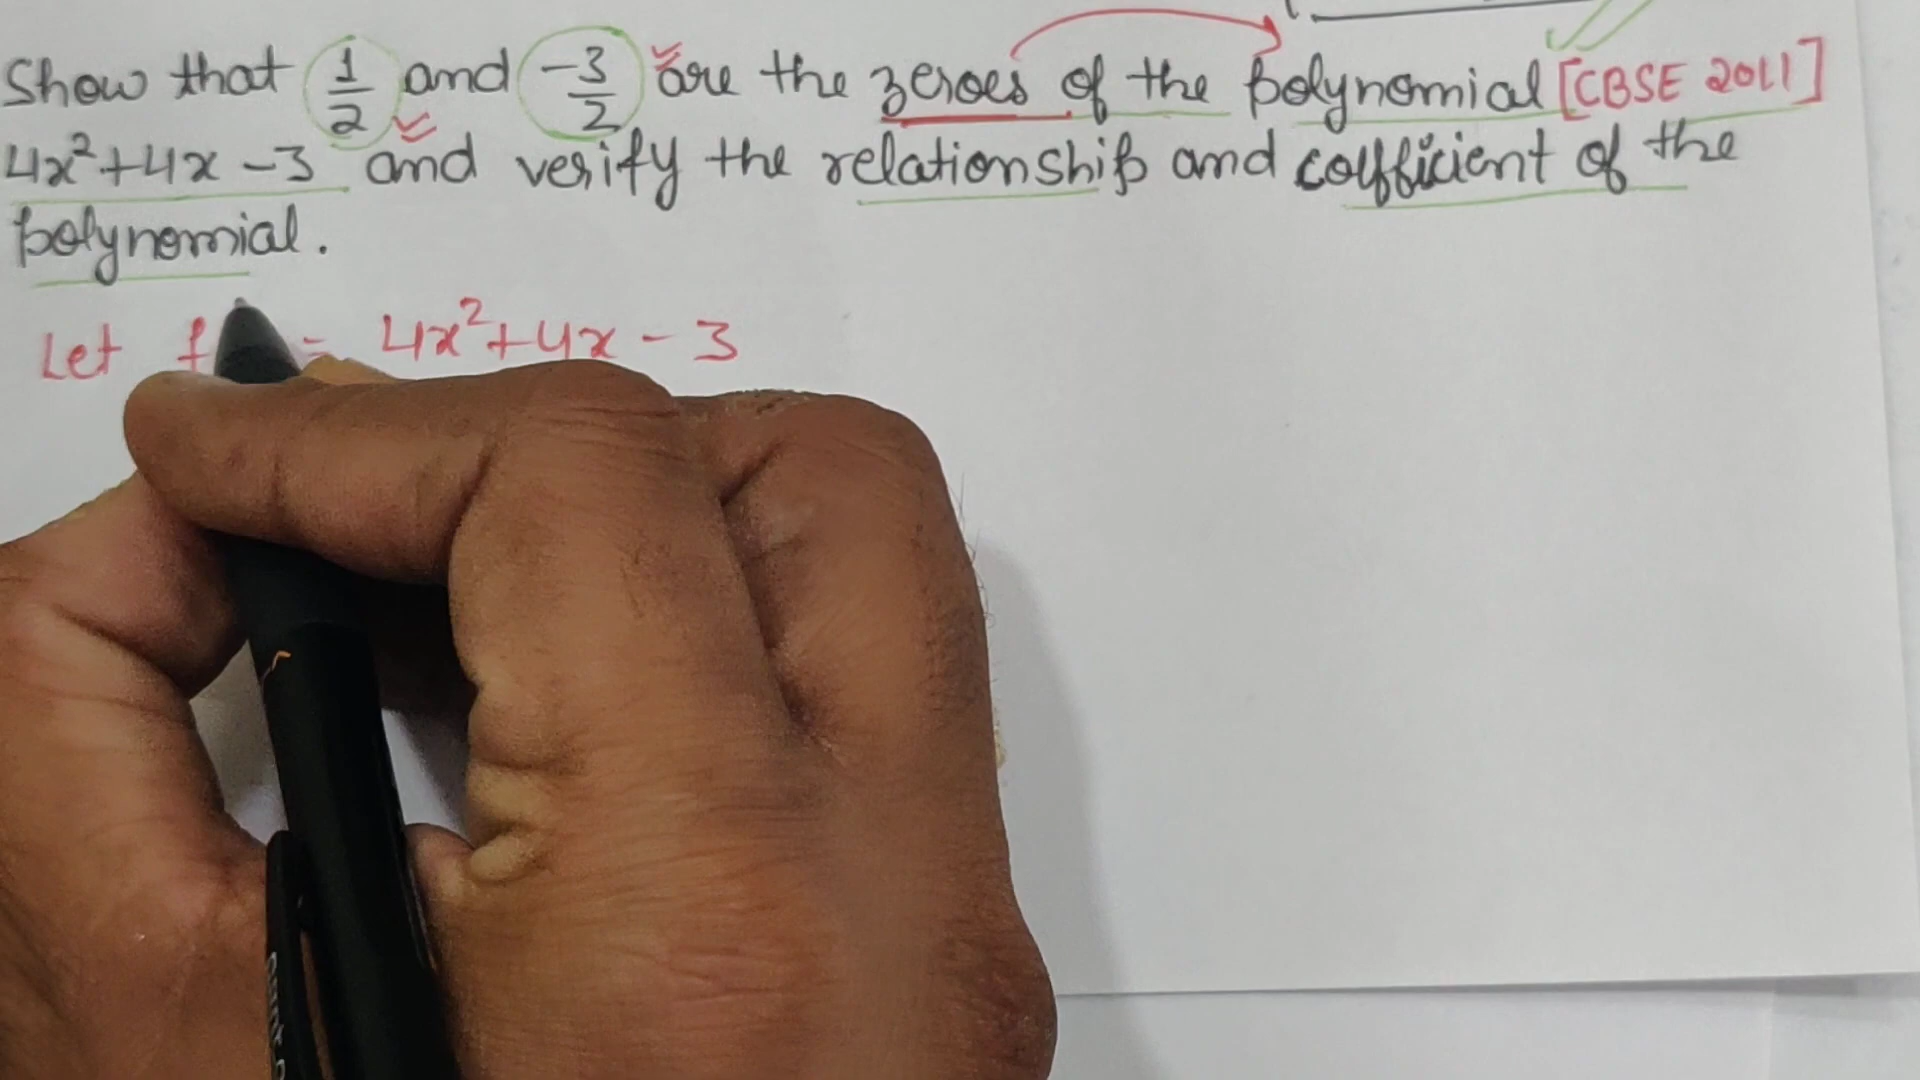 Show that 1/2 and -3/2 are the zeroes of the polynomial [CBSE 2011]
4x²+4x-3 and verify the relationship and coefficient of the
polynomial.
Let f = 4x²+4x-3